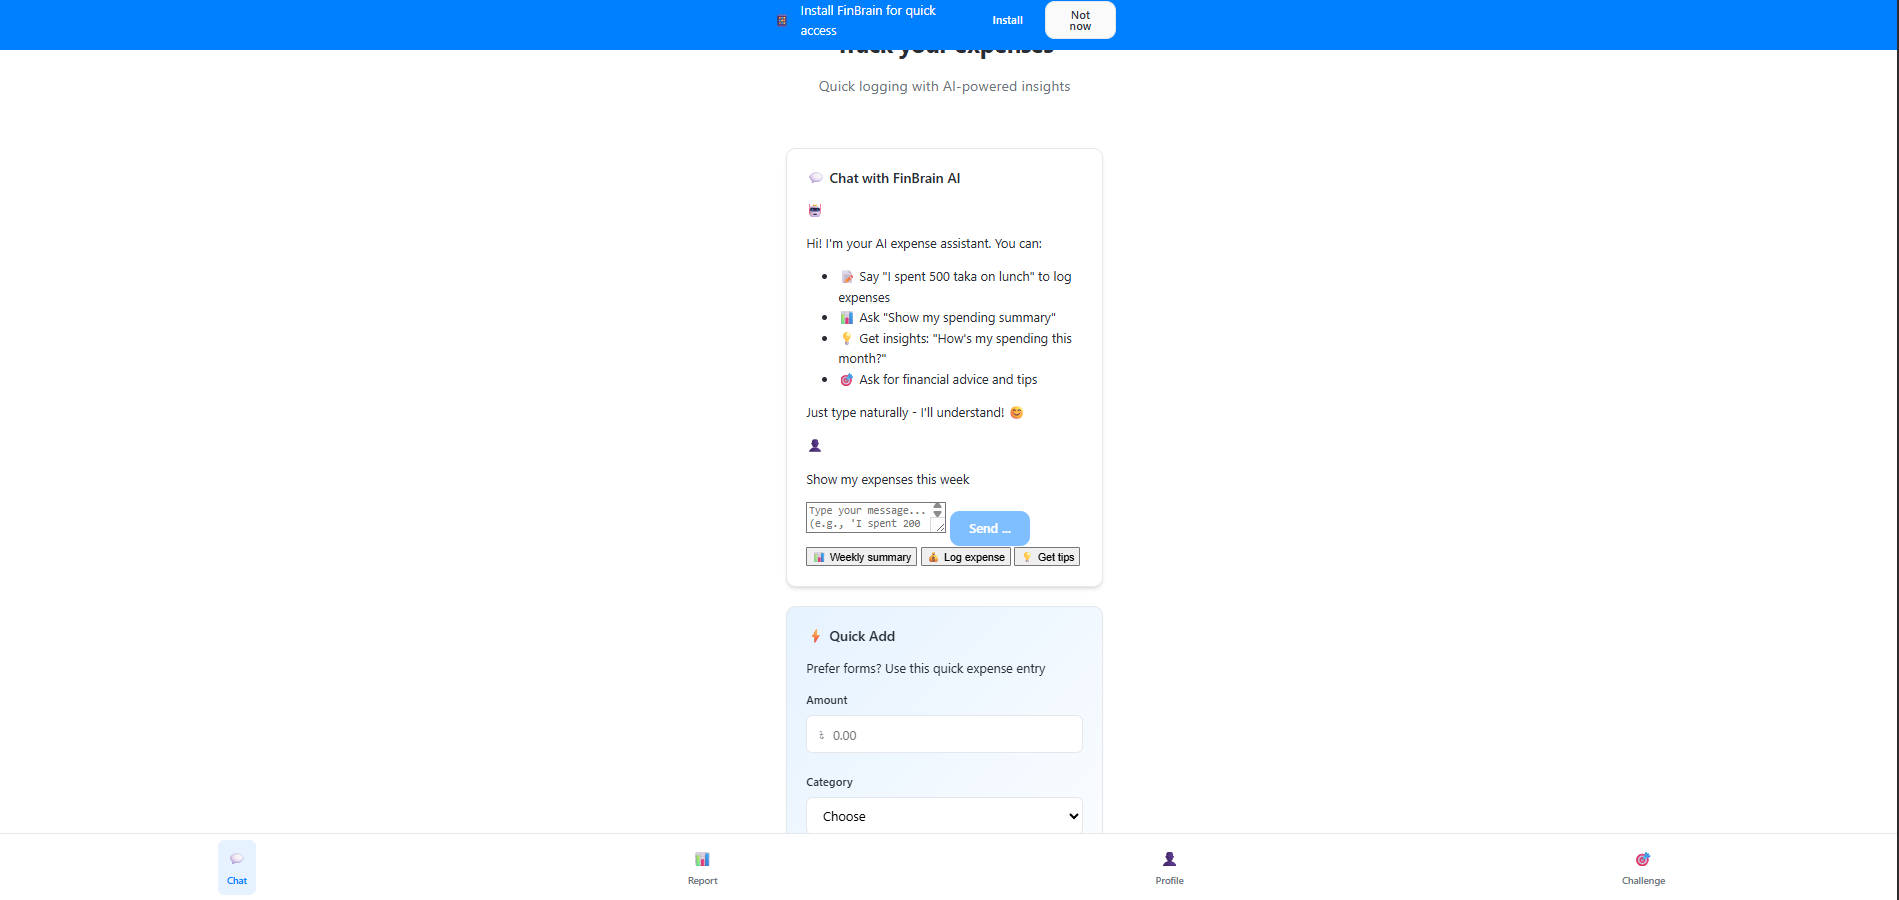 Install FinBrain for quick
access
Install
Not
now
Track your expenses
Quick logging with AI-powered insights
Chat with FinBrain AI
Hi! I'm your AI expense assistant. You can:
Say "I spent 500 taka on lunch" to log
expenses
Ask "Show my spending summary"
Get insights: "How's my spending this
month?"
Ask for financial advice and tips
Just type naturally - I'll understand!
Show my expenses this week
Type your message...
(e.g., 'I spent 200
Send ...
Weekly summary
Log expense
Get tips
Quick Add
Prefer forms? Use this quick expense entry
Amount
৳ 0.00
Category
Choose
Chat
Report
Profile
Challenge